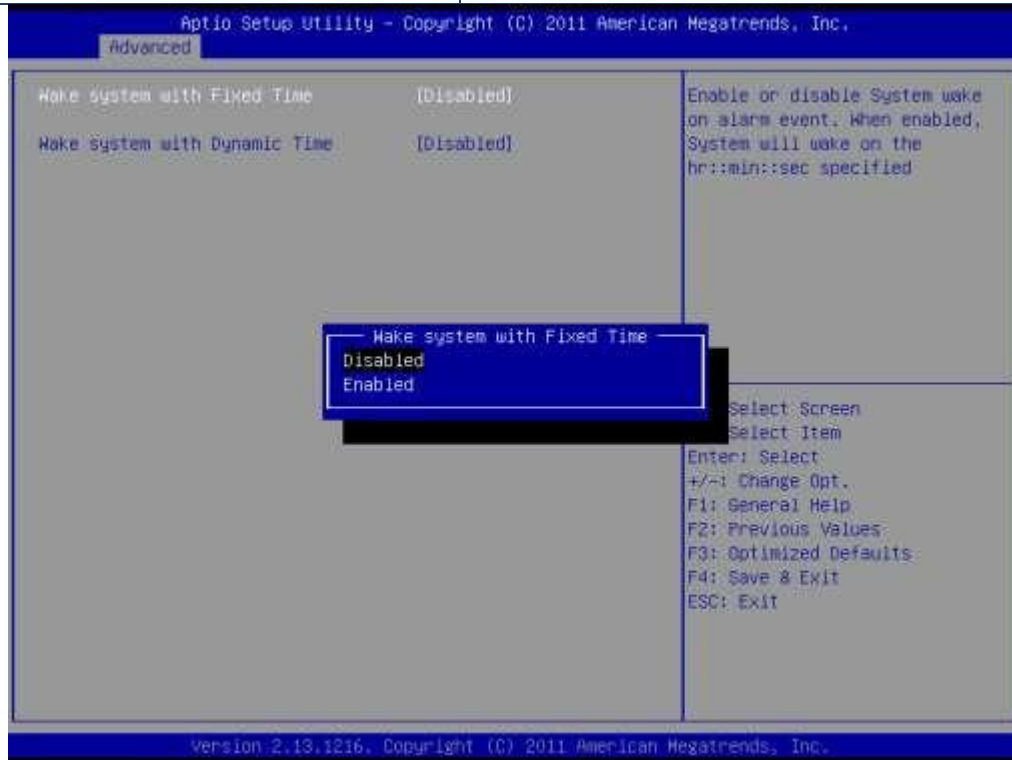 Aptio Setup Utility - Copyright (C) 2011 American Megatrends, Inc.
Advanced
Wake system with Fixed Time [Disabled]
Wake system with Dynamic Time [Disabled]
Enable or disable System wake
on alarm event. When enabled,
System will wake on the
hr::min::sec specified
Wake system with Fixed Time
Disabled
Enabled
Select Screen
Select Item
Enter: Select
+/-: Change Opt.
F1: General Help
F2: Previous Values
F3: Optimized Defaults
F4: Save & Exit
ESC: Exit
Version 2.13.1216. Copyright (C) 2011 American Megatrends, Inc.